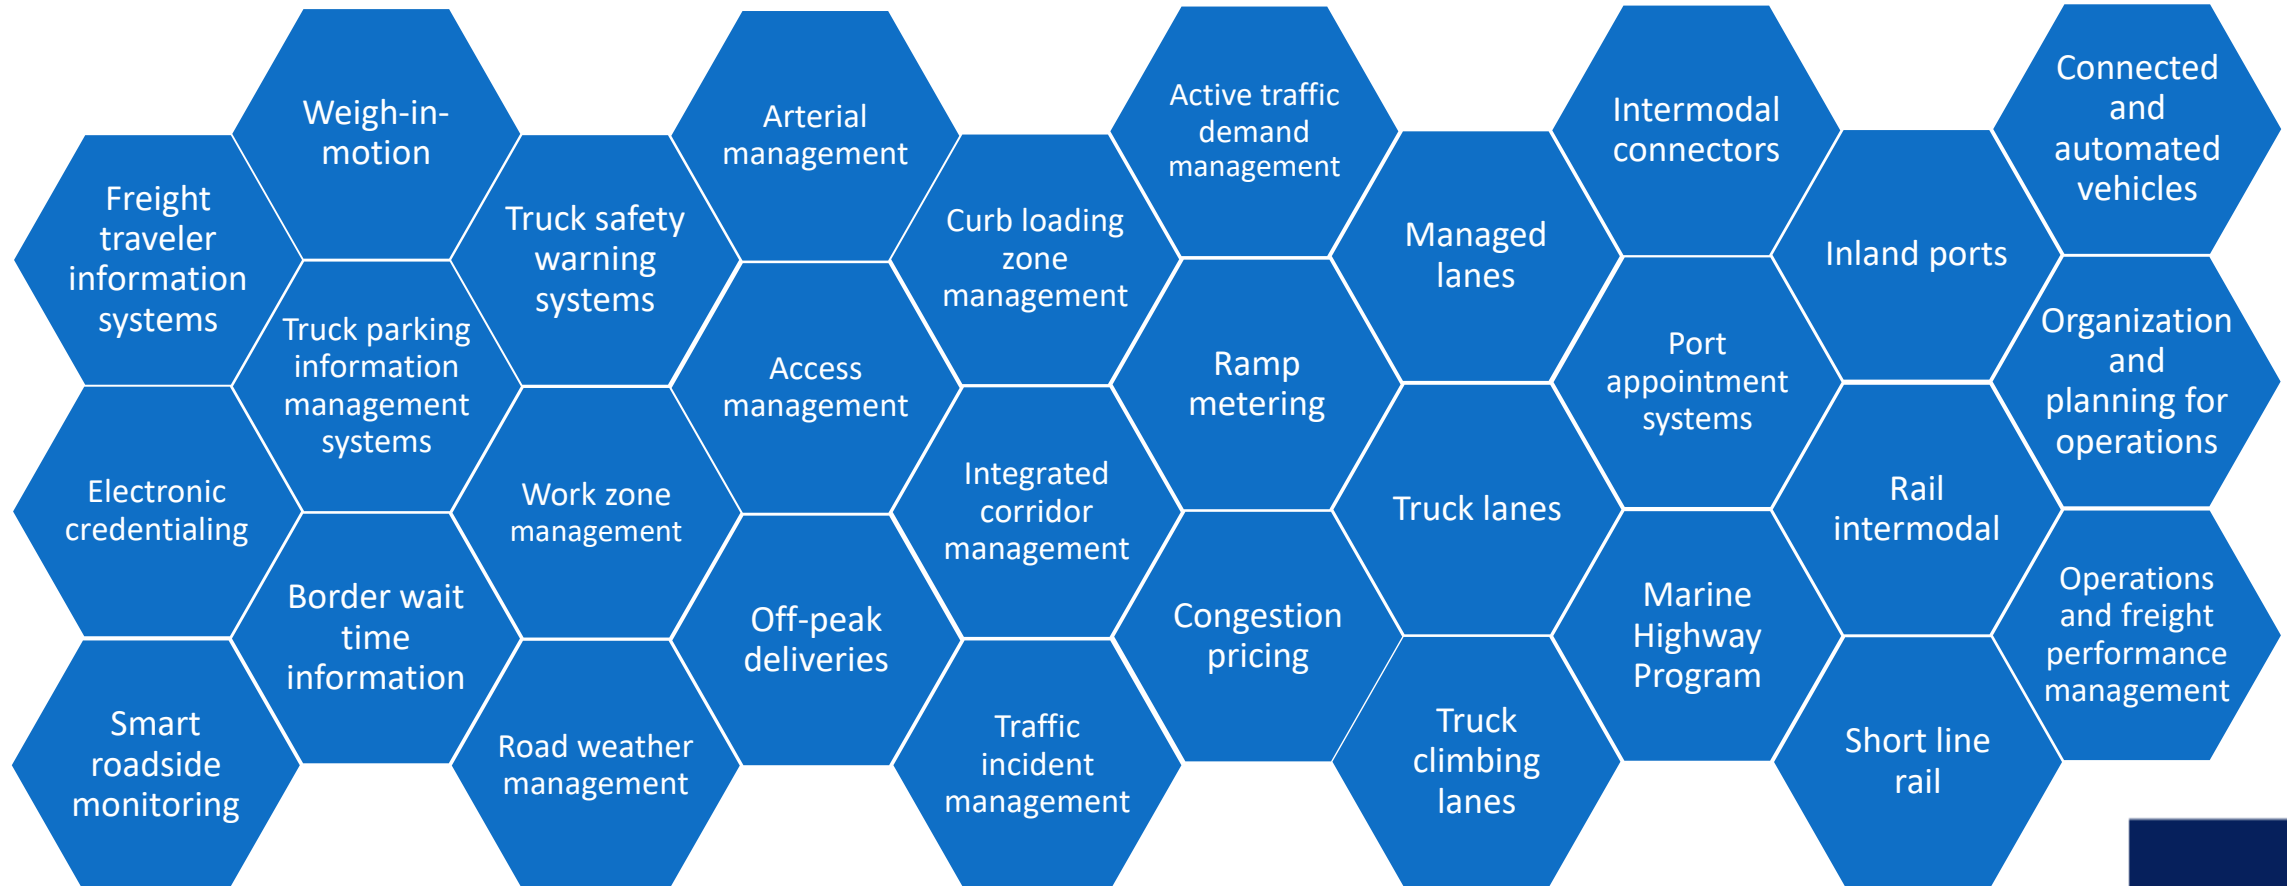 Freight
traveler
information
systems
Electronic
credentialing
Smart
roadside
monitoring
Weigh-in-
motion
Truck parking
information
management
systems
Border wait
time
information
Truck safety
warning
systems
Work zone
management
Road weather
management
Arterial
management
Access
management
Off-peak
deliveries
Curb loading
zone
management
Integrated
corridor
management
Traffic
incident
management
Active traffic
demand
management
Ramp
metering
Congestion
pricing
Managed
lanes
Truck lanes
Truck
climbing
lanes
Intermodal
connectors
Port
appointment
systems
Marine
Highway
Program
Inland ports
Rail
intermodal
Short line
rail
Connected
and
automated
vehicles
Organization
and
planning for
operations
Operations
and freight
performance
management